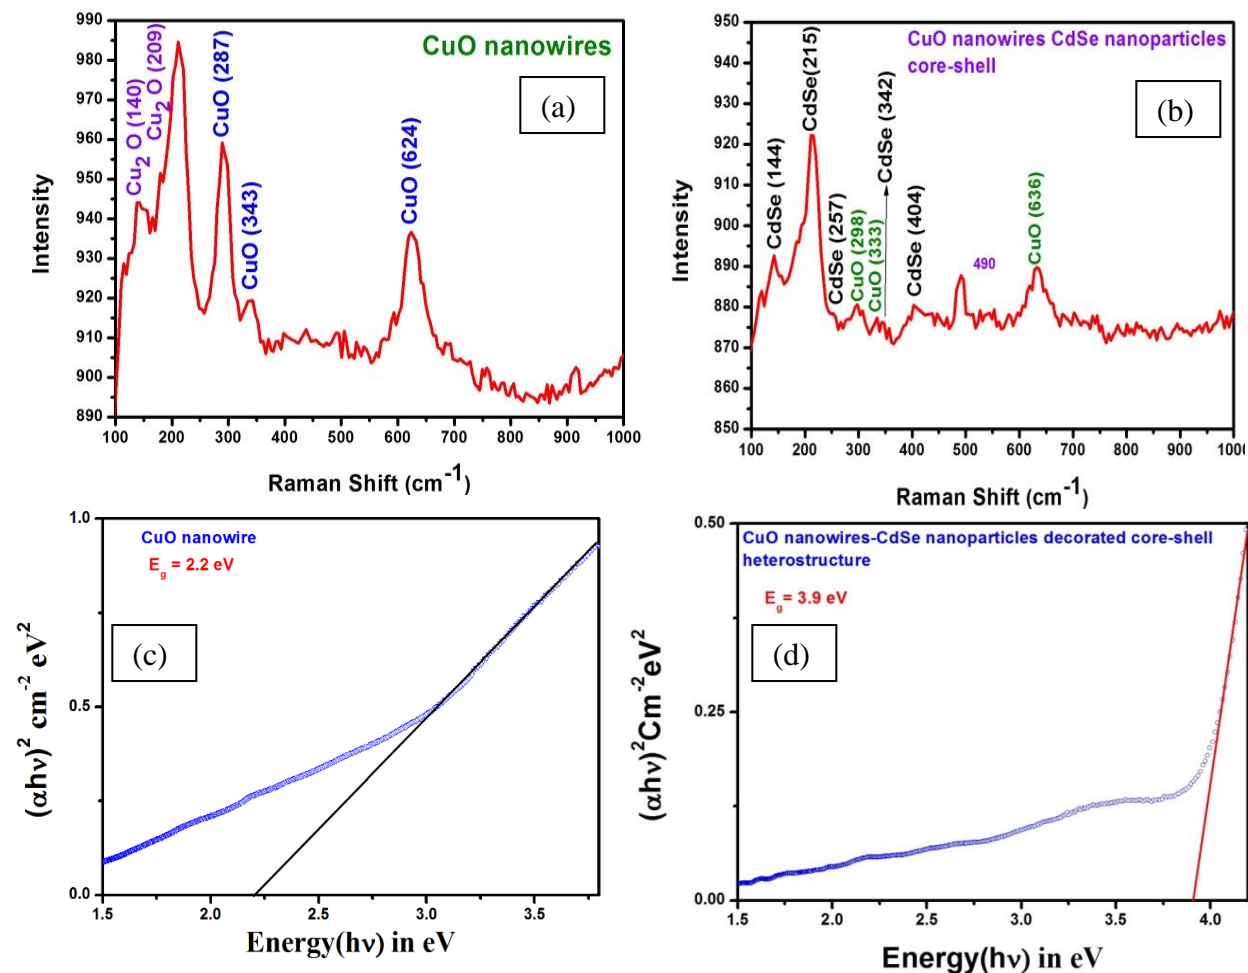 CuO nanowires
(a)
Cu2 O (140)
Cu2 O (209)
CuO (287)
CuO (343)
CuO (624)
Intensity
990
980
970
960
950
940
930
920
910
900
890
100 200 300 400 500 600 700 800 900 1000
Raman Shift (cm-1)
CuO nanowires CdSe nanoparticles
core-shell
(b)
CdSe (144)
CdSe(215)
CdSe (257)
CuO (298)
CuO (333)
CdSe (342)
CdSe (404)
490
CuO (636)
Intensity
950
940
930
920
910
900
890
880
870
860
850
100 200 300 400 500 600 700 800 900 1000
Raman Shift (cm-1)
CuO nanowire
Eg = 2.2 eV
(c)
(αhν)2 cm-2 eV2
1.0
0.5
0.0
1.5 2.0 2.5 3.0 3.5
Energy(hν) in eV
CuO nanowires-CdSe nanoparticles decorated core-shell
heterostructure
Eg= 3.9 eV
(d)
(αhν)2Cm-2eV2
0.50
0.25
0.00
1.5 2.0 2.5 3.0 3.5 4.0
Energy(hν) in eV